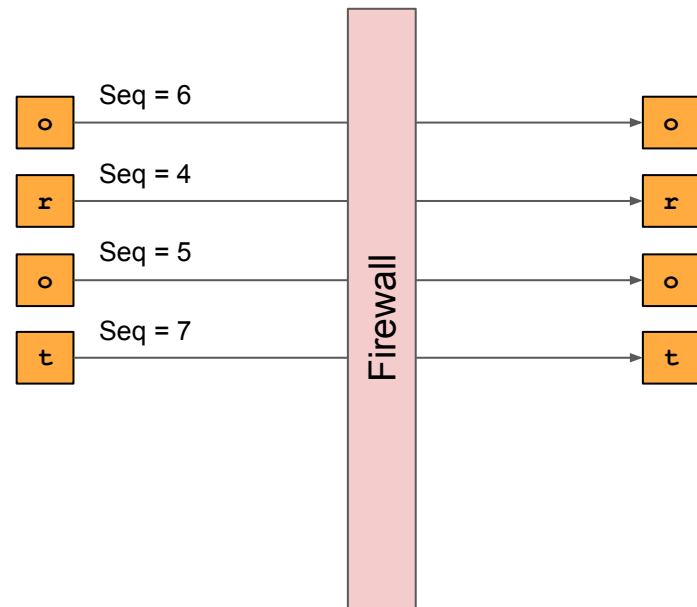 Seq = 6
o o
Seq = 4
r r
Seq = 5
o o
Seq = 7
t t
Firewall